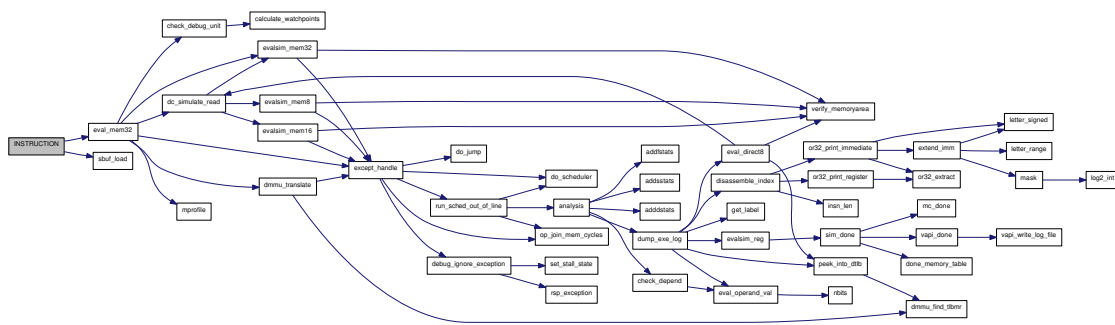 calculate_watchpoints
check_debug_unit
evalsim_mem32
dc_simulate_read
evalsim_mem8
verify_memoryarea
letter_signed
eval_mem32
evalsim_mem16
INSTRUCTION
sbuf_load
do_jump
addfstats
eval_direct8
or32_print_immediate
extend_imm
letter_range
except_handle
do_scheduler
addsstats
disassemble_index
or32_print_register
or32_extract
mask
log2_int
dmmu_translate
mprofile
run_sched_out_of_line
analysis
adddstats
get_label
insn_len
mc_done
op_join_mem_cycles
dump_exe_log
evalsim_reg
sim_done
vapi_done
vapi_write_log_file
debug_ignore_exception
set_stall_state
peek_into_dtlb
done_memory_table
check_depend
rsp_exception
eval_operand_val
nbits
dmmu_find_tlbmr